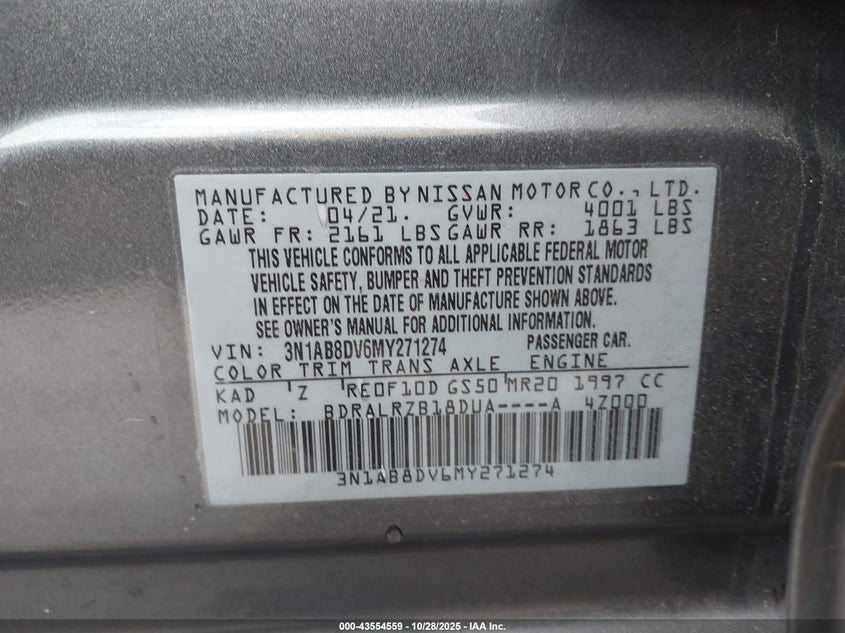 MANUFACTURED BY NISSAN MOTOR CO., LTD.
DATE: 04/21. GVWR: 4001 LBS
GAWR FR: 2161 LBS GAWR RR: 1863 LBS
THIS VEHICLE CONFORMS TO ALL APPLICABLE FEDERAL MOTOR
VEHICLE SAFETY, BUMPER AND THEFT PREVENTION STANDARDS
IN EFFECT ON THE DATE OF MANUFACTURE SHOWN ABOVE.
SEE OWNER'S MANUAL FOR ADDITIONAL INFORMATION.
VIN: 3N1AB8DV6MY271274 PASSENGER CAR.
COLOR TRIM TRANS AXLE ENGINE
KAD Z RE0F10D GS50 MR20 1997 CC
MODEL: BDRALRZB18DUA----A 4Z000
3N1AB8DV6MY271274
000-43554559 | 10/28/2025 - IAA Inc.